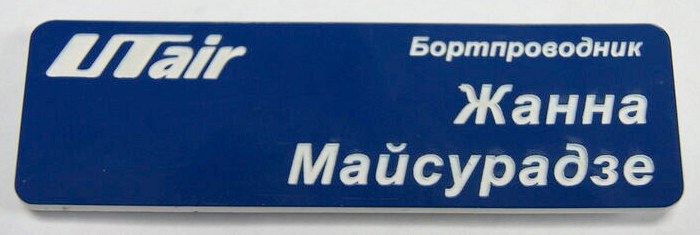 UTair
Бортпроводник
Жанна
Майсурадзе